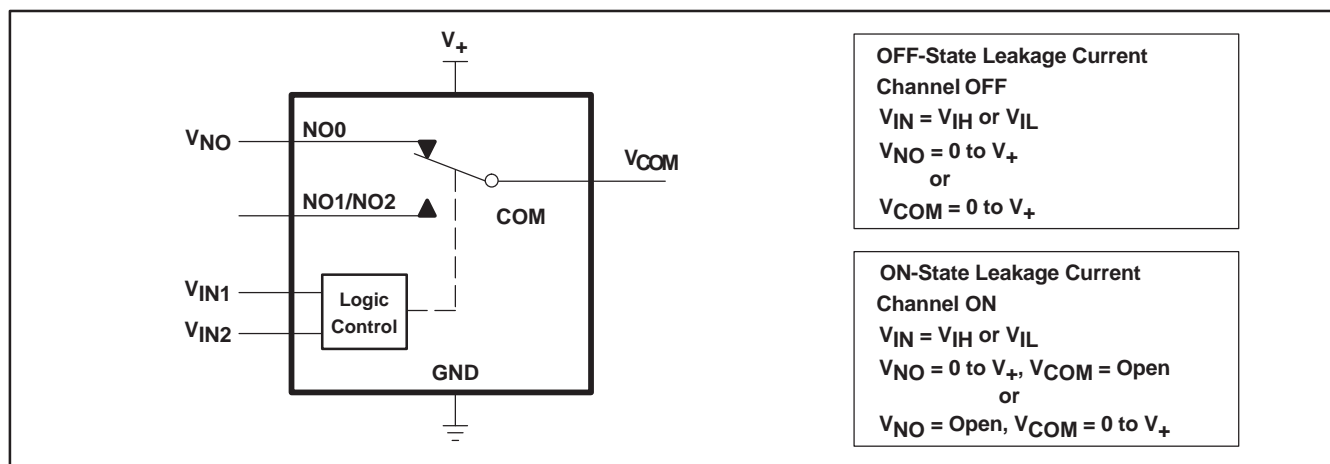 V+
VNO
NO0
VCOM
NO1/NO2
COM
VIN1
VIN2
Logic
Control
GND
OFF-State Leakage Current
Channel OFF
VIN = VIH or VIL
VNO = 0 to V+
or
VCOM = 0 to V+
ON-State Leakage Current
Channel ON
VIN = VIH or VIL
VNO = 0 to V+, VCOM = Open
or
VNO = Open, VCOM = 0 to V+